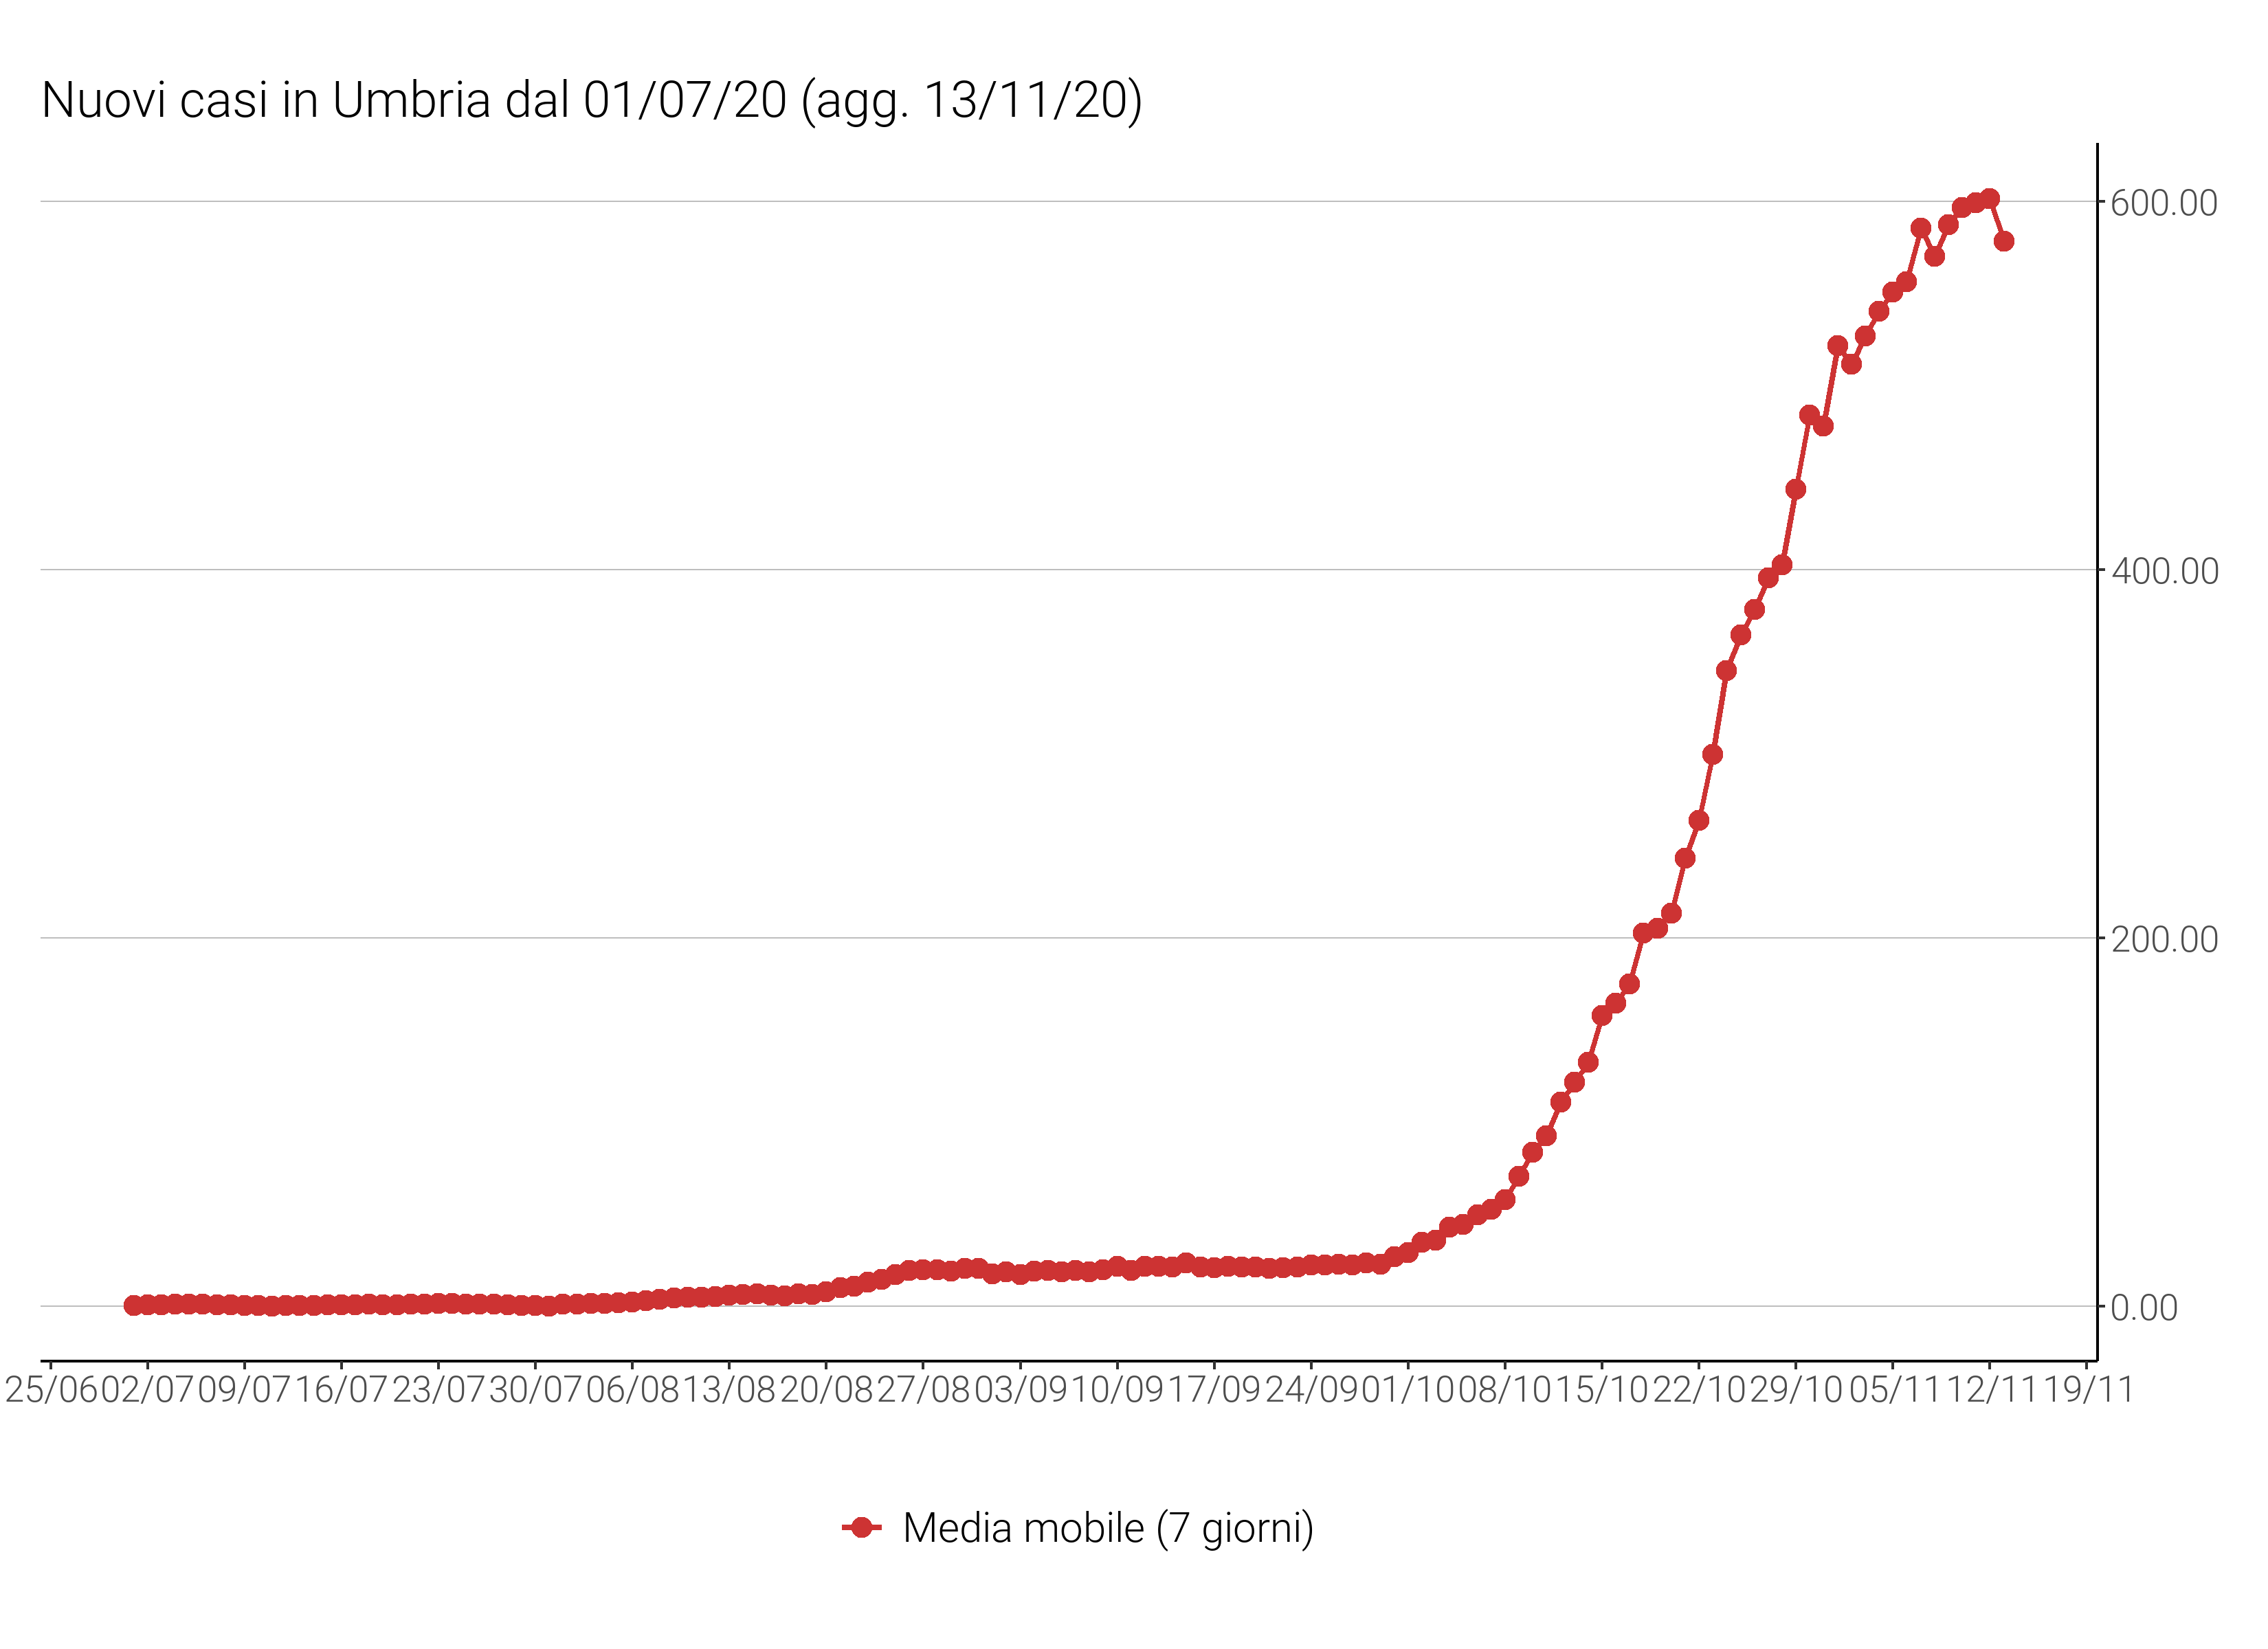 Nuovi casi in Umbria dal 01/07/20 (agg. 13/11/20)
600.00
400.00
200.00
0.00
25/06 02/07 09/07 16/07 23/07 30/07 06/08 13/08 20/08 27/08 03/09 10/09 17/09 24/09 01/10 08/10 15/10 22/10 29/10 05/11 12/11 19/11
Media mobile (7 giorni)